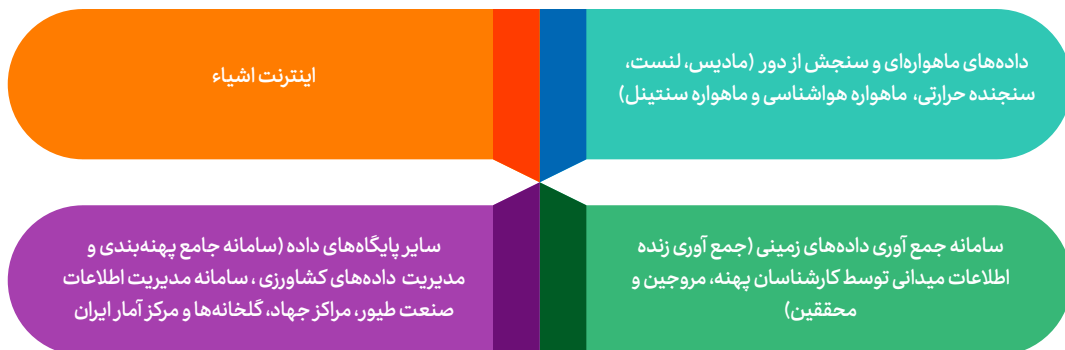 داده‌های ماهواره‌ای و سنجش از دور (مادیس، لنست،
سنجنده حرارتی، ماهواره هواشناسی و ماهواره سنتینل)
اینترنت اشیاء
سامانه جمع آوری داده‌های زمینی (جمع آوری زنده
اطلاعات میدانی توسط کارشناسان پهنه، مروجین و
محققین)
سایر پایگاه‌های داده (سامانه جامع پهنه‌بندی و
مدیریت داده‌های کشاورزی ، سامانه مدیریت اطلاعات
صنعت طیور، مراکز جهاد، گلخانه‌ها و مرکز آمار ایران